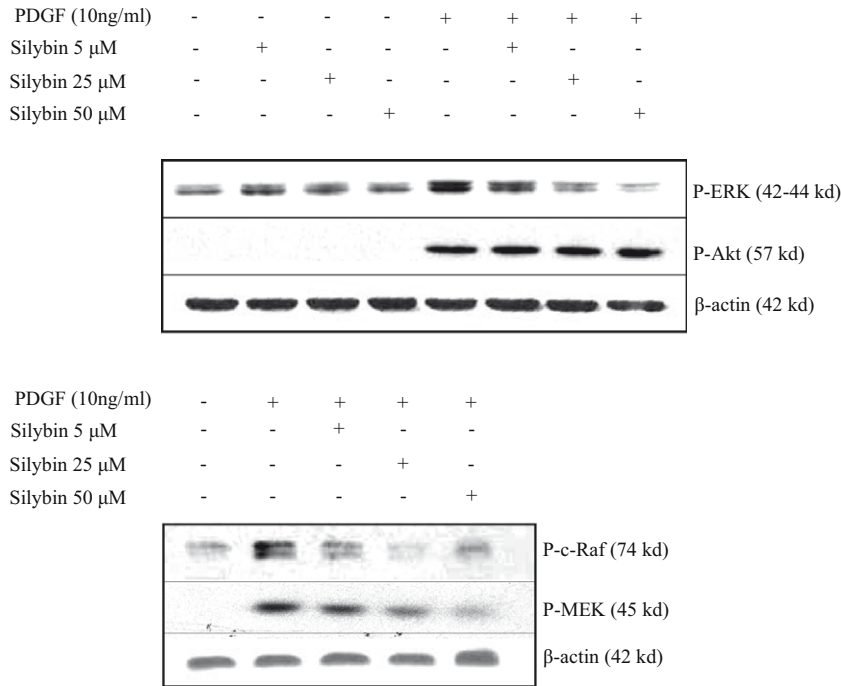 PDGF (10ng/ml) - - - - + + + +
Silybin 5 μM - + - - - + - -
Silybin 25 μM - - + - - - + -
Silybin 50 μM - - - + - - - +
P-ERK (42-44 kd)
P-Akt (57 kd)
β-actin (42 kd)
PDGF (10ng/ml) - + + + +
Silybin 5 μM - - + - -
Silybin 25 μM - - - + -
Silybin 50 μM - - - - +
P-c-Raf (74 kd)
P-MEK (45 kd)
β-actin (42 kd)